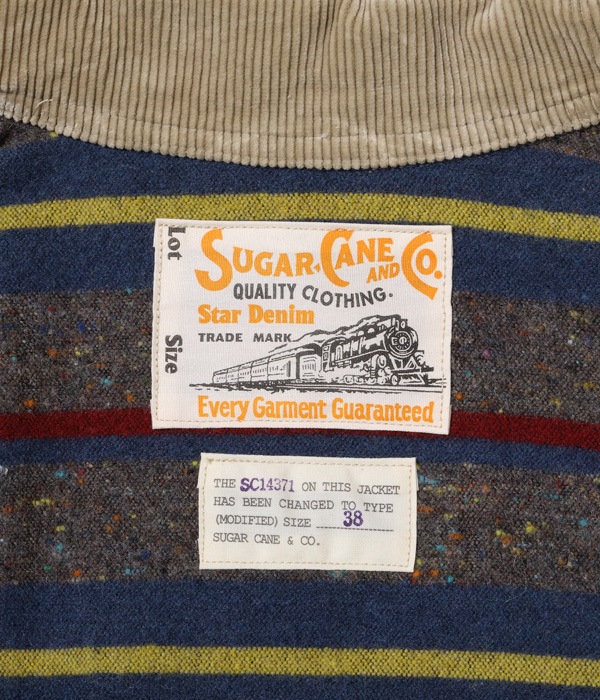 Lot
Size
SUGAR CANE AND CO.
QUALITY CLOTHING.
Star Denim
TRADE MARK
Every Garment Guaranteed
THE SC14371 ON THIS JACKET
HAS BEEN CHANGED TO TYPE
(MODIFIED) SIZE 38
SUGAR CANE & CO.